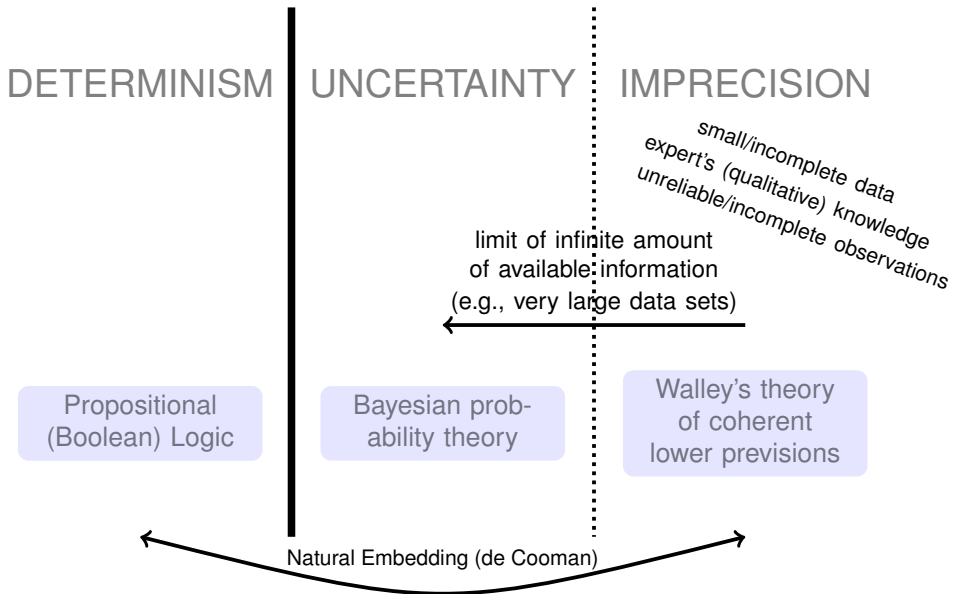 DETERMINISM
UNCERTAINTY
IMPRECISION
small/incomplete data
expert's (qualitative) knowledge
unreliable/incomplete observations
limit of infinite amount
of available information
(e.g., very large data sets)
Propositional
(Boolean) Logic
Bayesian prob-
ability theory
Walley's theory
of coherent
lower previsions
Natural Embedding (de Cooman)